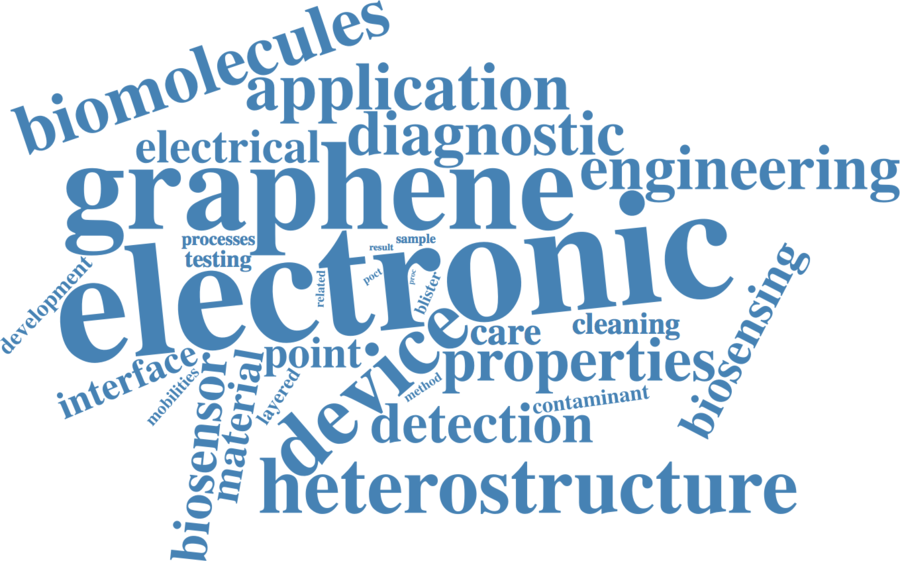 biomolecules
application
diagnostic
electrical
engineering
graphene
electronic
processes
result
sample
testing
related
poct
proc
blister
development
biosensing
device
care
cleaning
point
properties
interface
mobilities
biosensor
material
layered
method
contaminant
detection
heterostructure